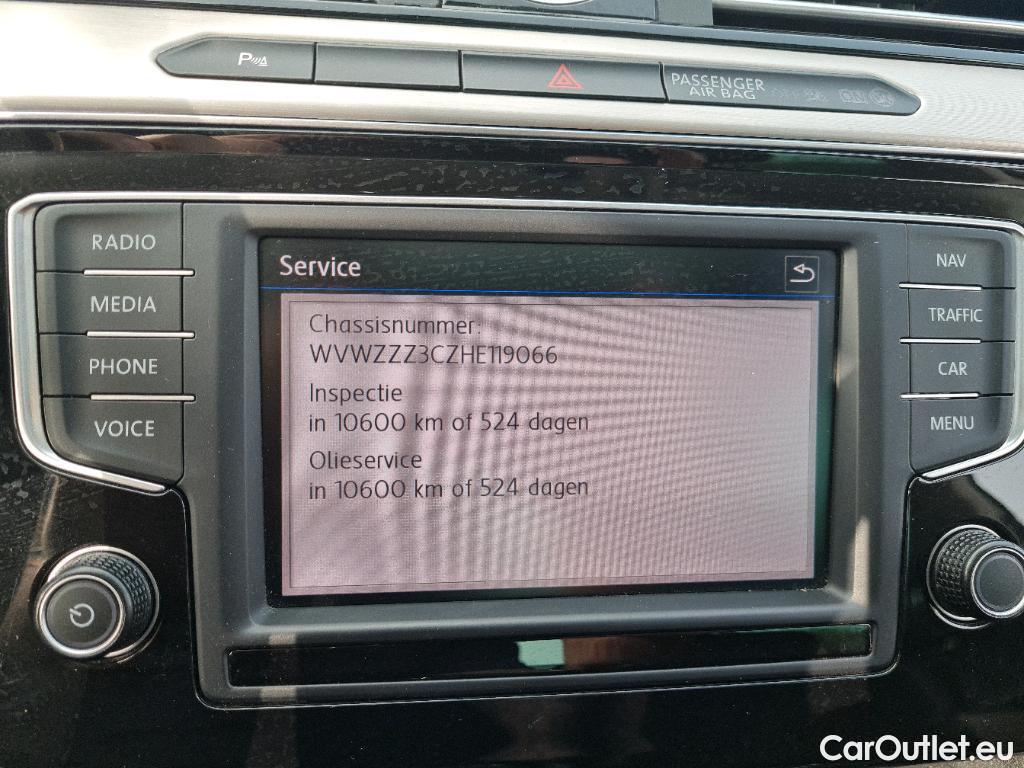 P
PASSENGER
AIR BAG
RADIO
MEDIA
PHONE
VOICE
Service
Chassisnummer:
WVWZZZ3CZHE119066
Inspectie
in 10600 km of 524 dagen
Olieservice
in 10600 km of 524 dagen
NAV
TRAFFIC
CAR
MENU
CarOutlet.eu